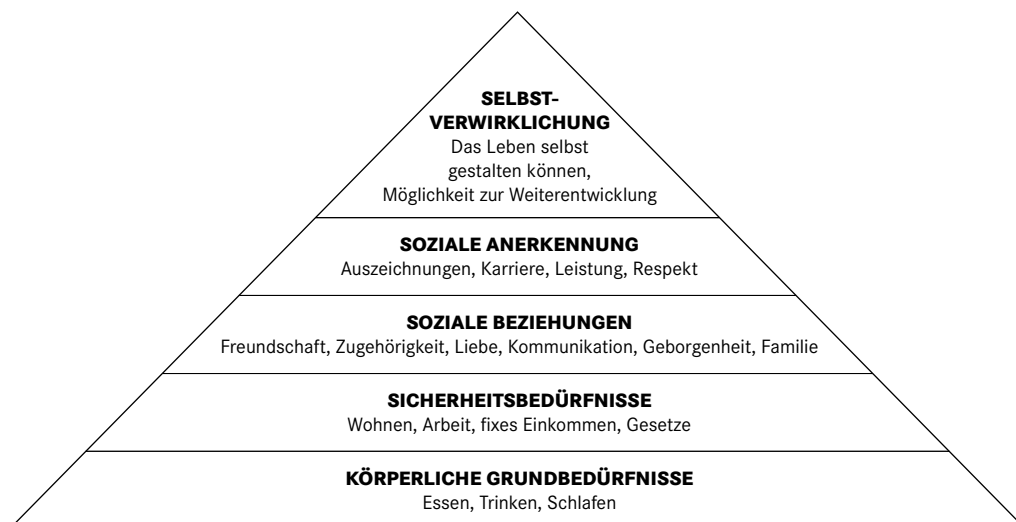 SELBST-
VERWIRKLICHUNG
Das Leben selbst
gestalten können,
Möglichkeit zur Weiterentwicklung
SOZIALE ANERKENNUNG
Auszeichnungen, Karriere, Leistung, Respekt
SOZIALE BEZIEHUNGEN
Freundschaft, Zugehörigkeit, Liebe, Kommunikation, Geborgenheit, Familie
SICHERHEITSBEDÜRFNISSE
Wohnen, Arbeit, fixes Einkommen, Gesetze
KÖRPERLICHE GRUNDBEDÜRFNISSE
Essen, Trinken, Schlafen